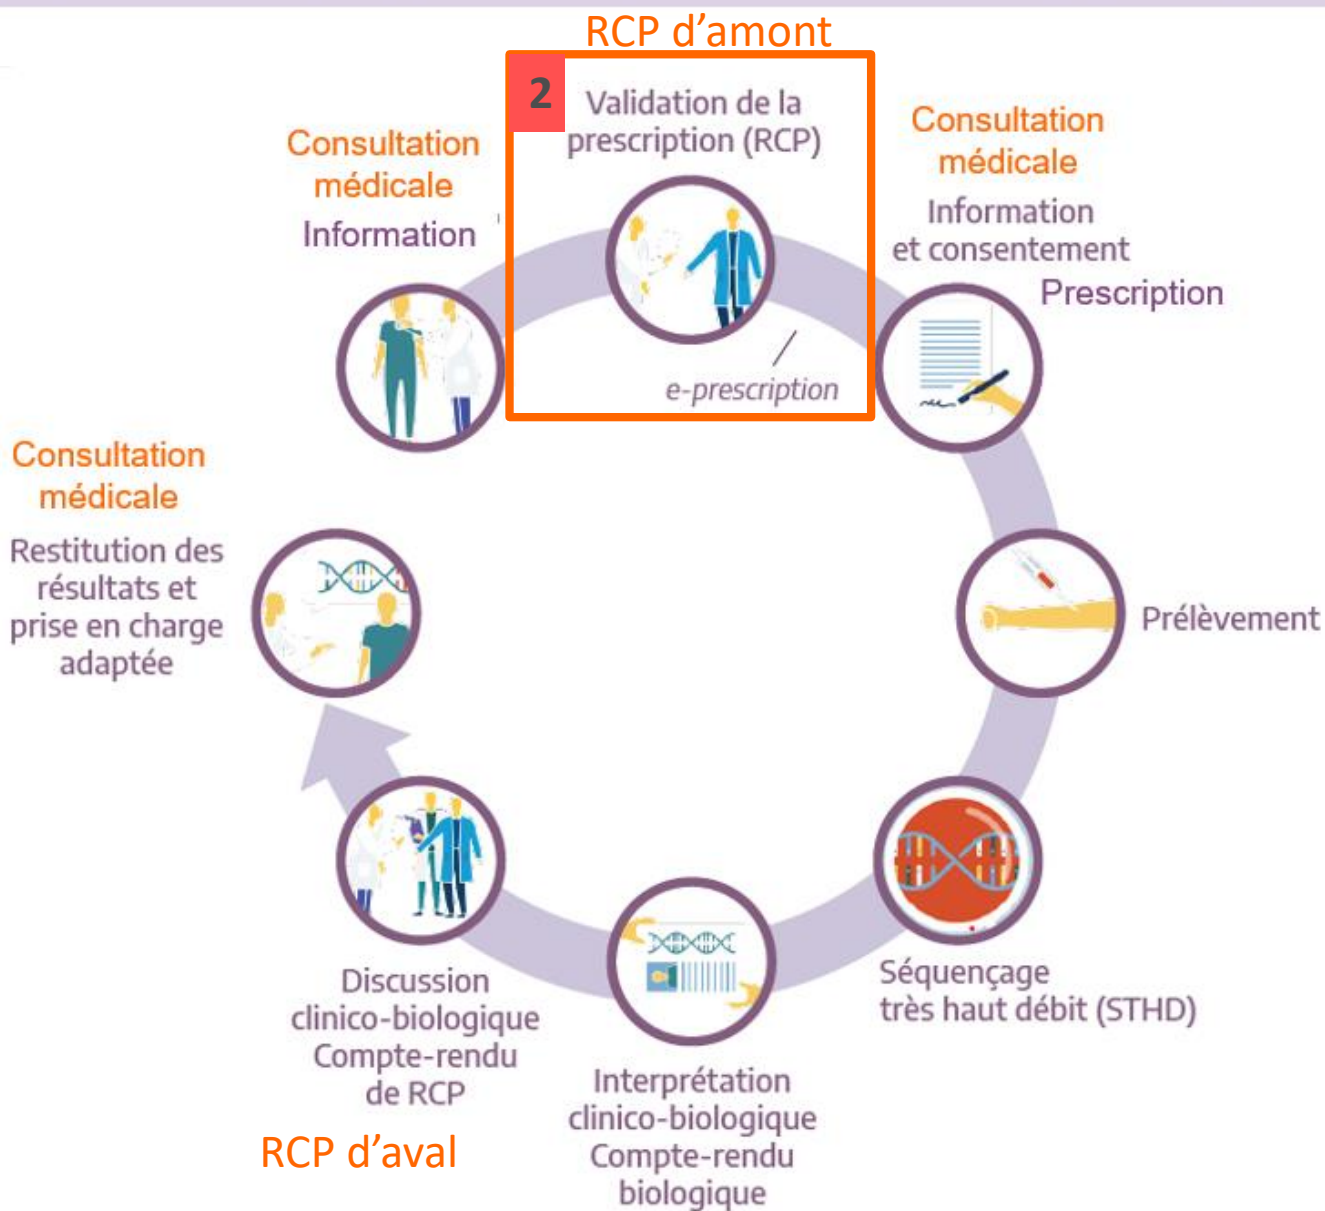 RCP d’amont
2
Validation de la
prescription (RCP)
e-prescription
Consultation
médicale
Information
Consultation
médicale
Information
et consentement
Prescription
Prélèvement
Séquençage
très haut débit (STHD)
Interprétation
clinico-biologique
Compte-rendu
biologique
Discussion
clinico-biologique
Compte-rendu
de RCP
RCP d’aval
Consultation
médicale
Restitution des
résultats et
prise en charge
adaptée